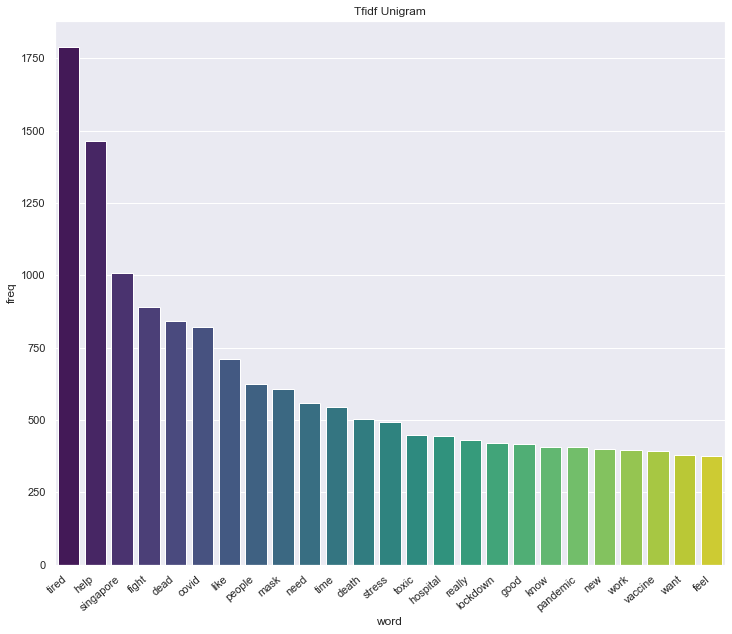 Tfidf Unigram
freq
1750
1500
1250
1000
750
500
250
0
tired
help
singapore
fight
dead
covid
like
people
mask
need
time
death
stress
toxic
hospital
really
lockdown
good
know
pandemic
new
work
vaccine
want
feel
word